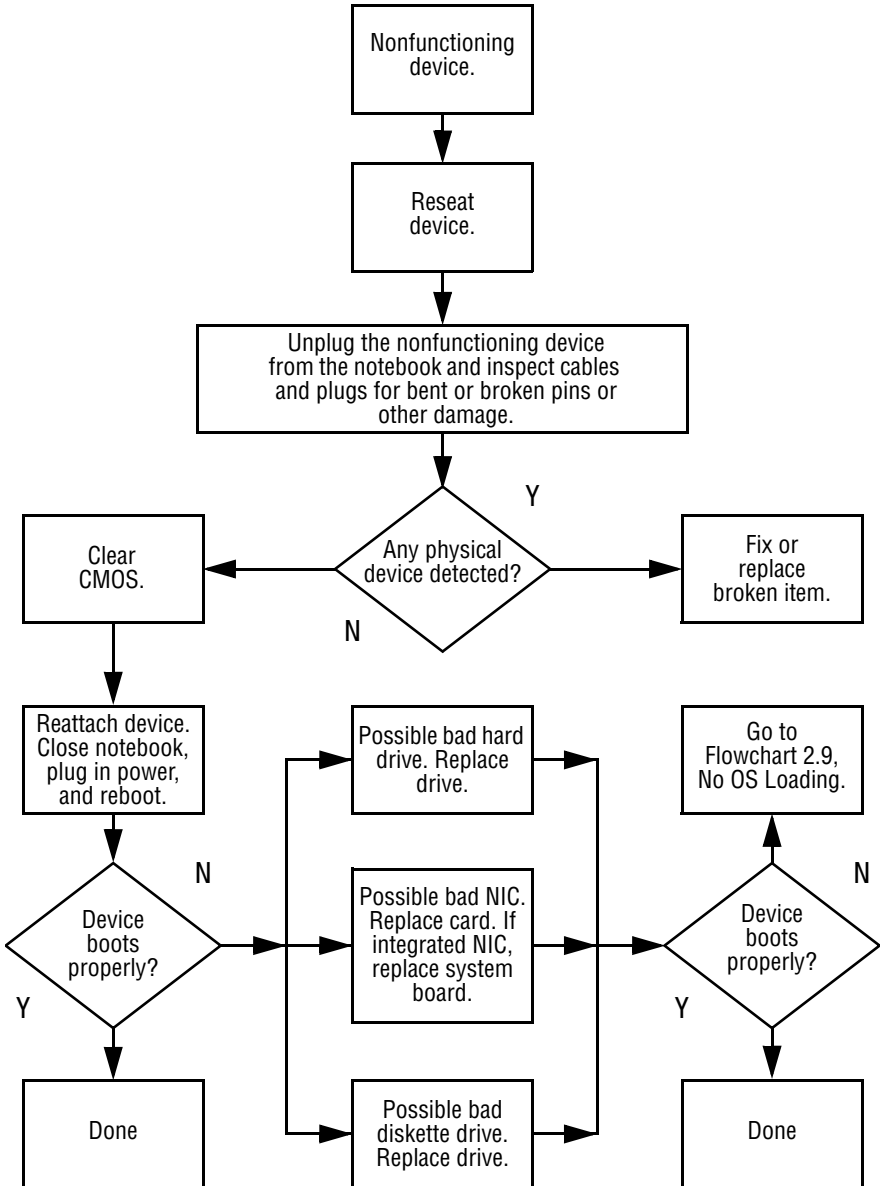 Nonfunctioning
device.
Reseat
device.
Unplug the nonfunctioning device
from the notebook and inspect cables
and plugs for bent or broken pins or
other damage.
Y
Any physical
device detected?
N
Clear
CMOS.
Fix or
replace
broken item.
Reattach device.
Close notebook,
plug in power,
and reboot.
Possible bad hard
drive. Replace
drive.
Go to
Flowchart 2.9,
No OS Loading.
N
Device
boots
properly?
Y
Possible bad NIC.
Replace card. If
integrated NIC,
replace system
board.
N
Device
boots
properly?
Y
Done
Possible bad
diskette drive.
Replace drive.
Done